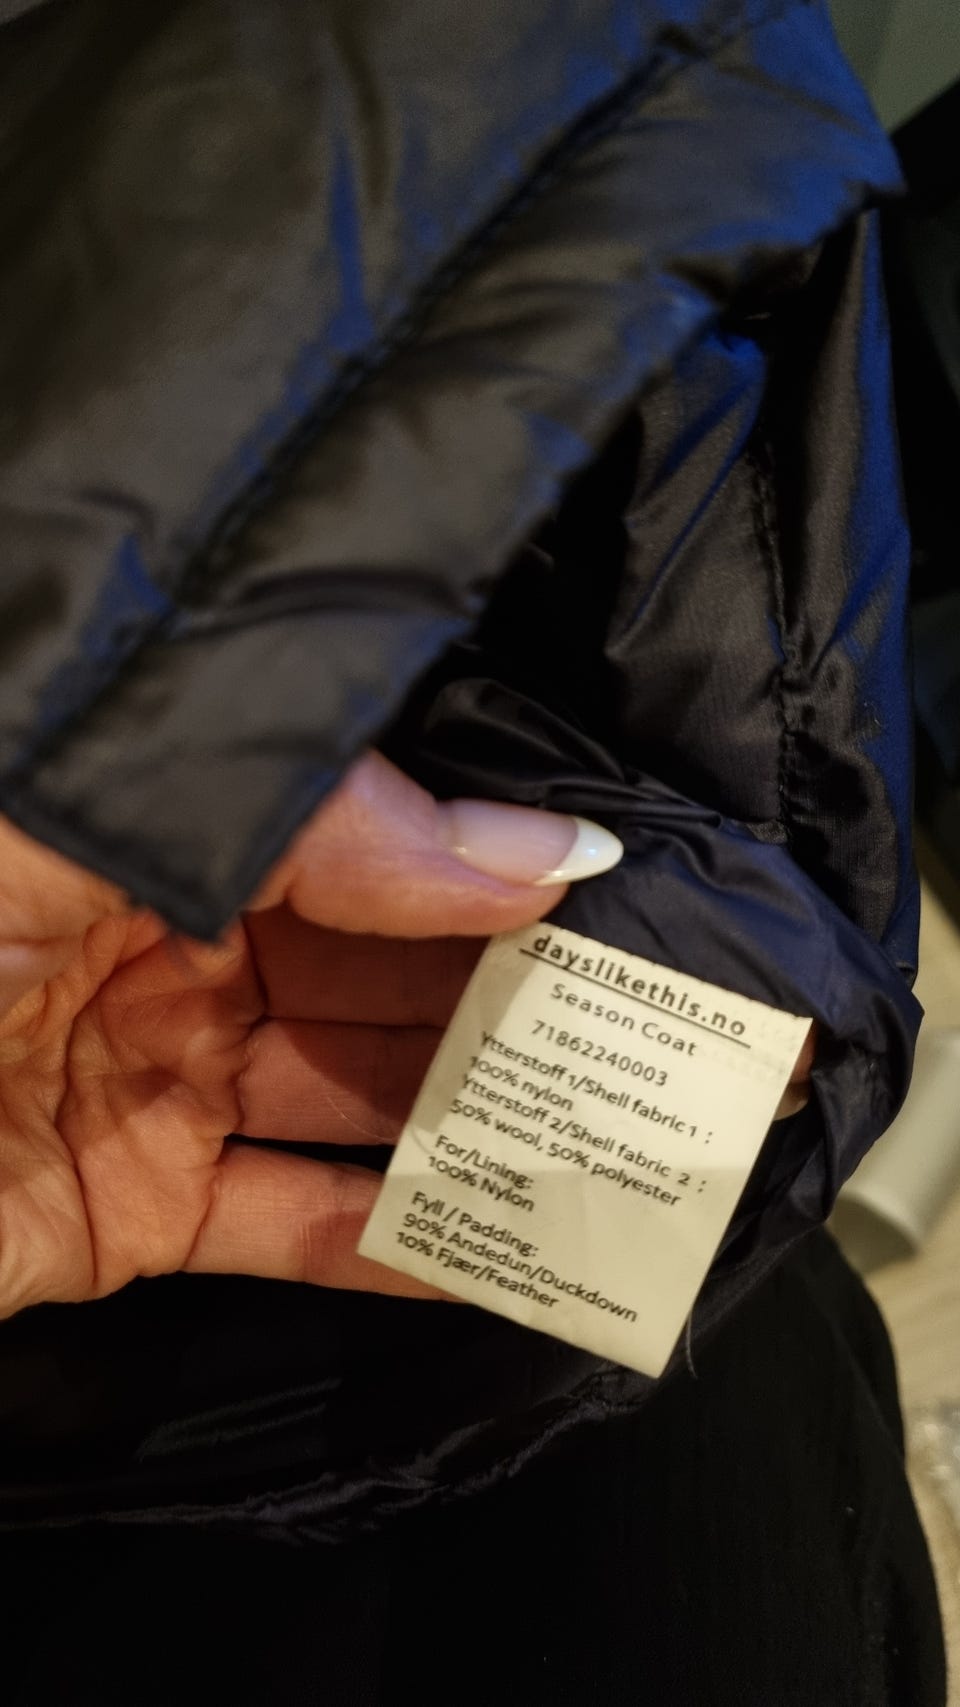 dayslikethis.no
Season Coat
71862240003
Ytterstoff 1/Shell fabric 1 :
100% nylon
Ytterstoff 2/Shell fabric 2 :
50% wool, 50% polyester
For/Lining:
100% Nylon
Fyll / Padding:
90% Andedun/Duckdown
10% Fjær/Feather